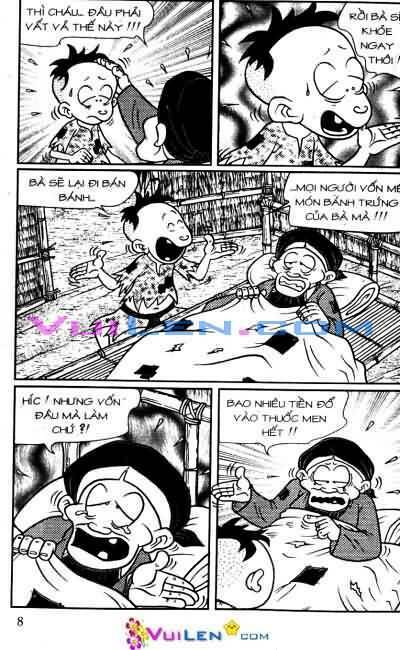 THÌ CHÁU... ĐÂU PHẢI
VẤT VẢ THẾ NÀY !!!
RỒI BÀ SẼ
KHỎE
NGAY
THÔI !
BÀ SẼ LẠI ĐI BÁN
BÁNH...
...MỌI NGƯỜI VỐN MÊ
MÓN BÁNH TRỨNG
CỦA BÀ MÀ !!!
VuiLen.com
HÍC ! NHƯNG VỐN
ĐÂU MÀ LÀM
CHỨ ?!
BAO NHIÊU TIỀN ĐỔ
VÀO THUỐC MEN
HẾT !!
8
VuiLen.com